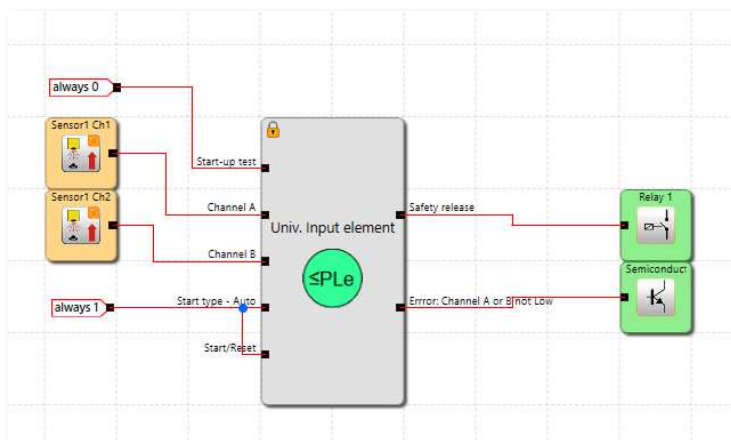 always 0
Sensor1 Ch1
Start-up test
Channel A
Safety release
Relay 1
Sensor1 Ch2
Univ. Input element
Channel B
≤PLe
Semiconduct
always 1
Start type - Auto
Errror: Channel A or B not Low
Start/Reset